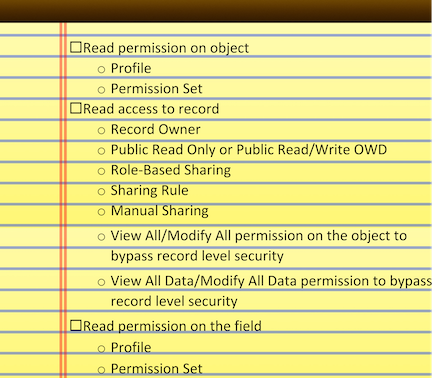 ☐Read permission on object
○ Profile
○ Permission Set
☐Read access to record
○ Record Owner
○ Public Read Only or Public Read/Write OWD
○ Role-Based Sharing
○ Sharing Rule
○ Manual Sharing
○ View All/Modify All permission on the object to
bypass record level security
○ View All Data/Modify All Data permission to bypass
record level security
☐Read permission on the field
○ Profile
○ Permission Set